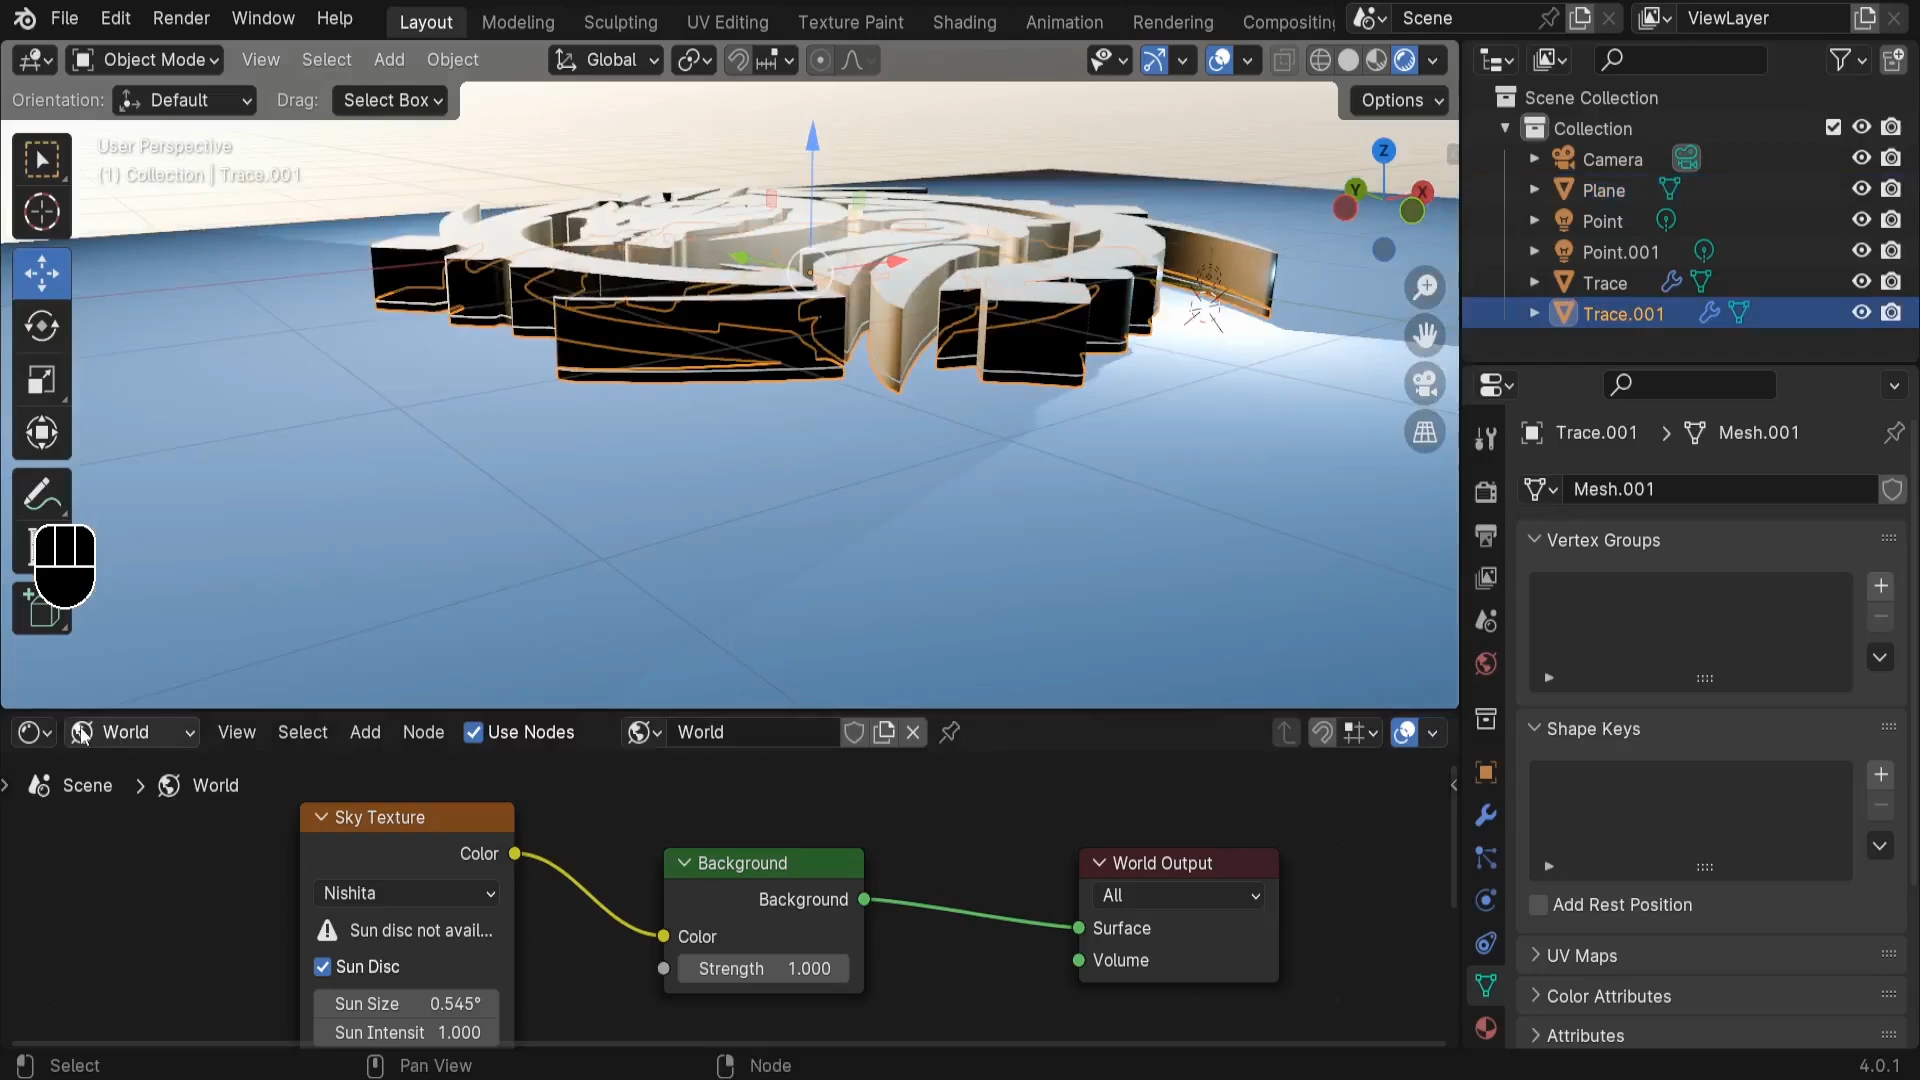 File Edit Render Window Help Layout Modeling Sculpting UV Editing Texture Paint Shading Animation Rendering Compositing Scene ViewLayer
Object Mode View Select Add Object Global
Orientation: Default Drag: Select Box Options
User Perspective
(1) Collection | Trace.001
Z
Y
X
Scene Collection
Collection
Camera
Plane
Point
Point.001
Trace
Trace.001
Trace.001 > Mesh.001
Mesh.001
Vertex Groups
Shape Keys
Add Rest Position
UV Maps
Color Attributes
Attributes
World View Select Add Node Use Nodes World
Scene > World
Sky Texture
Color
Nishita
Sun disc not avail...
Sun Disc
Sun Size 0.545°
Sun Intensit 1.000
Background
Background
Color
Strength 1.000
World Output
All
Surface
Volume
Select Pan View Node 4.0.1